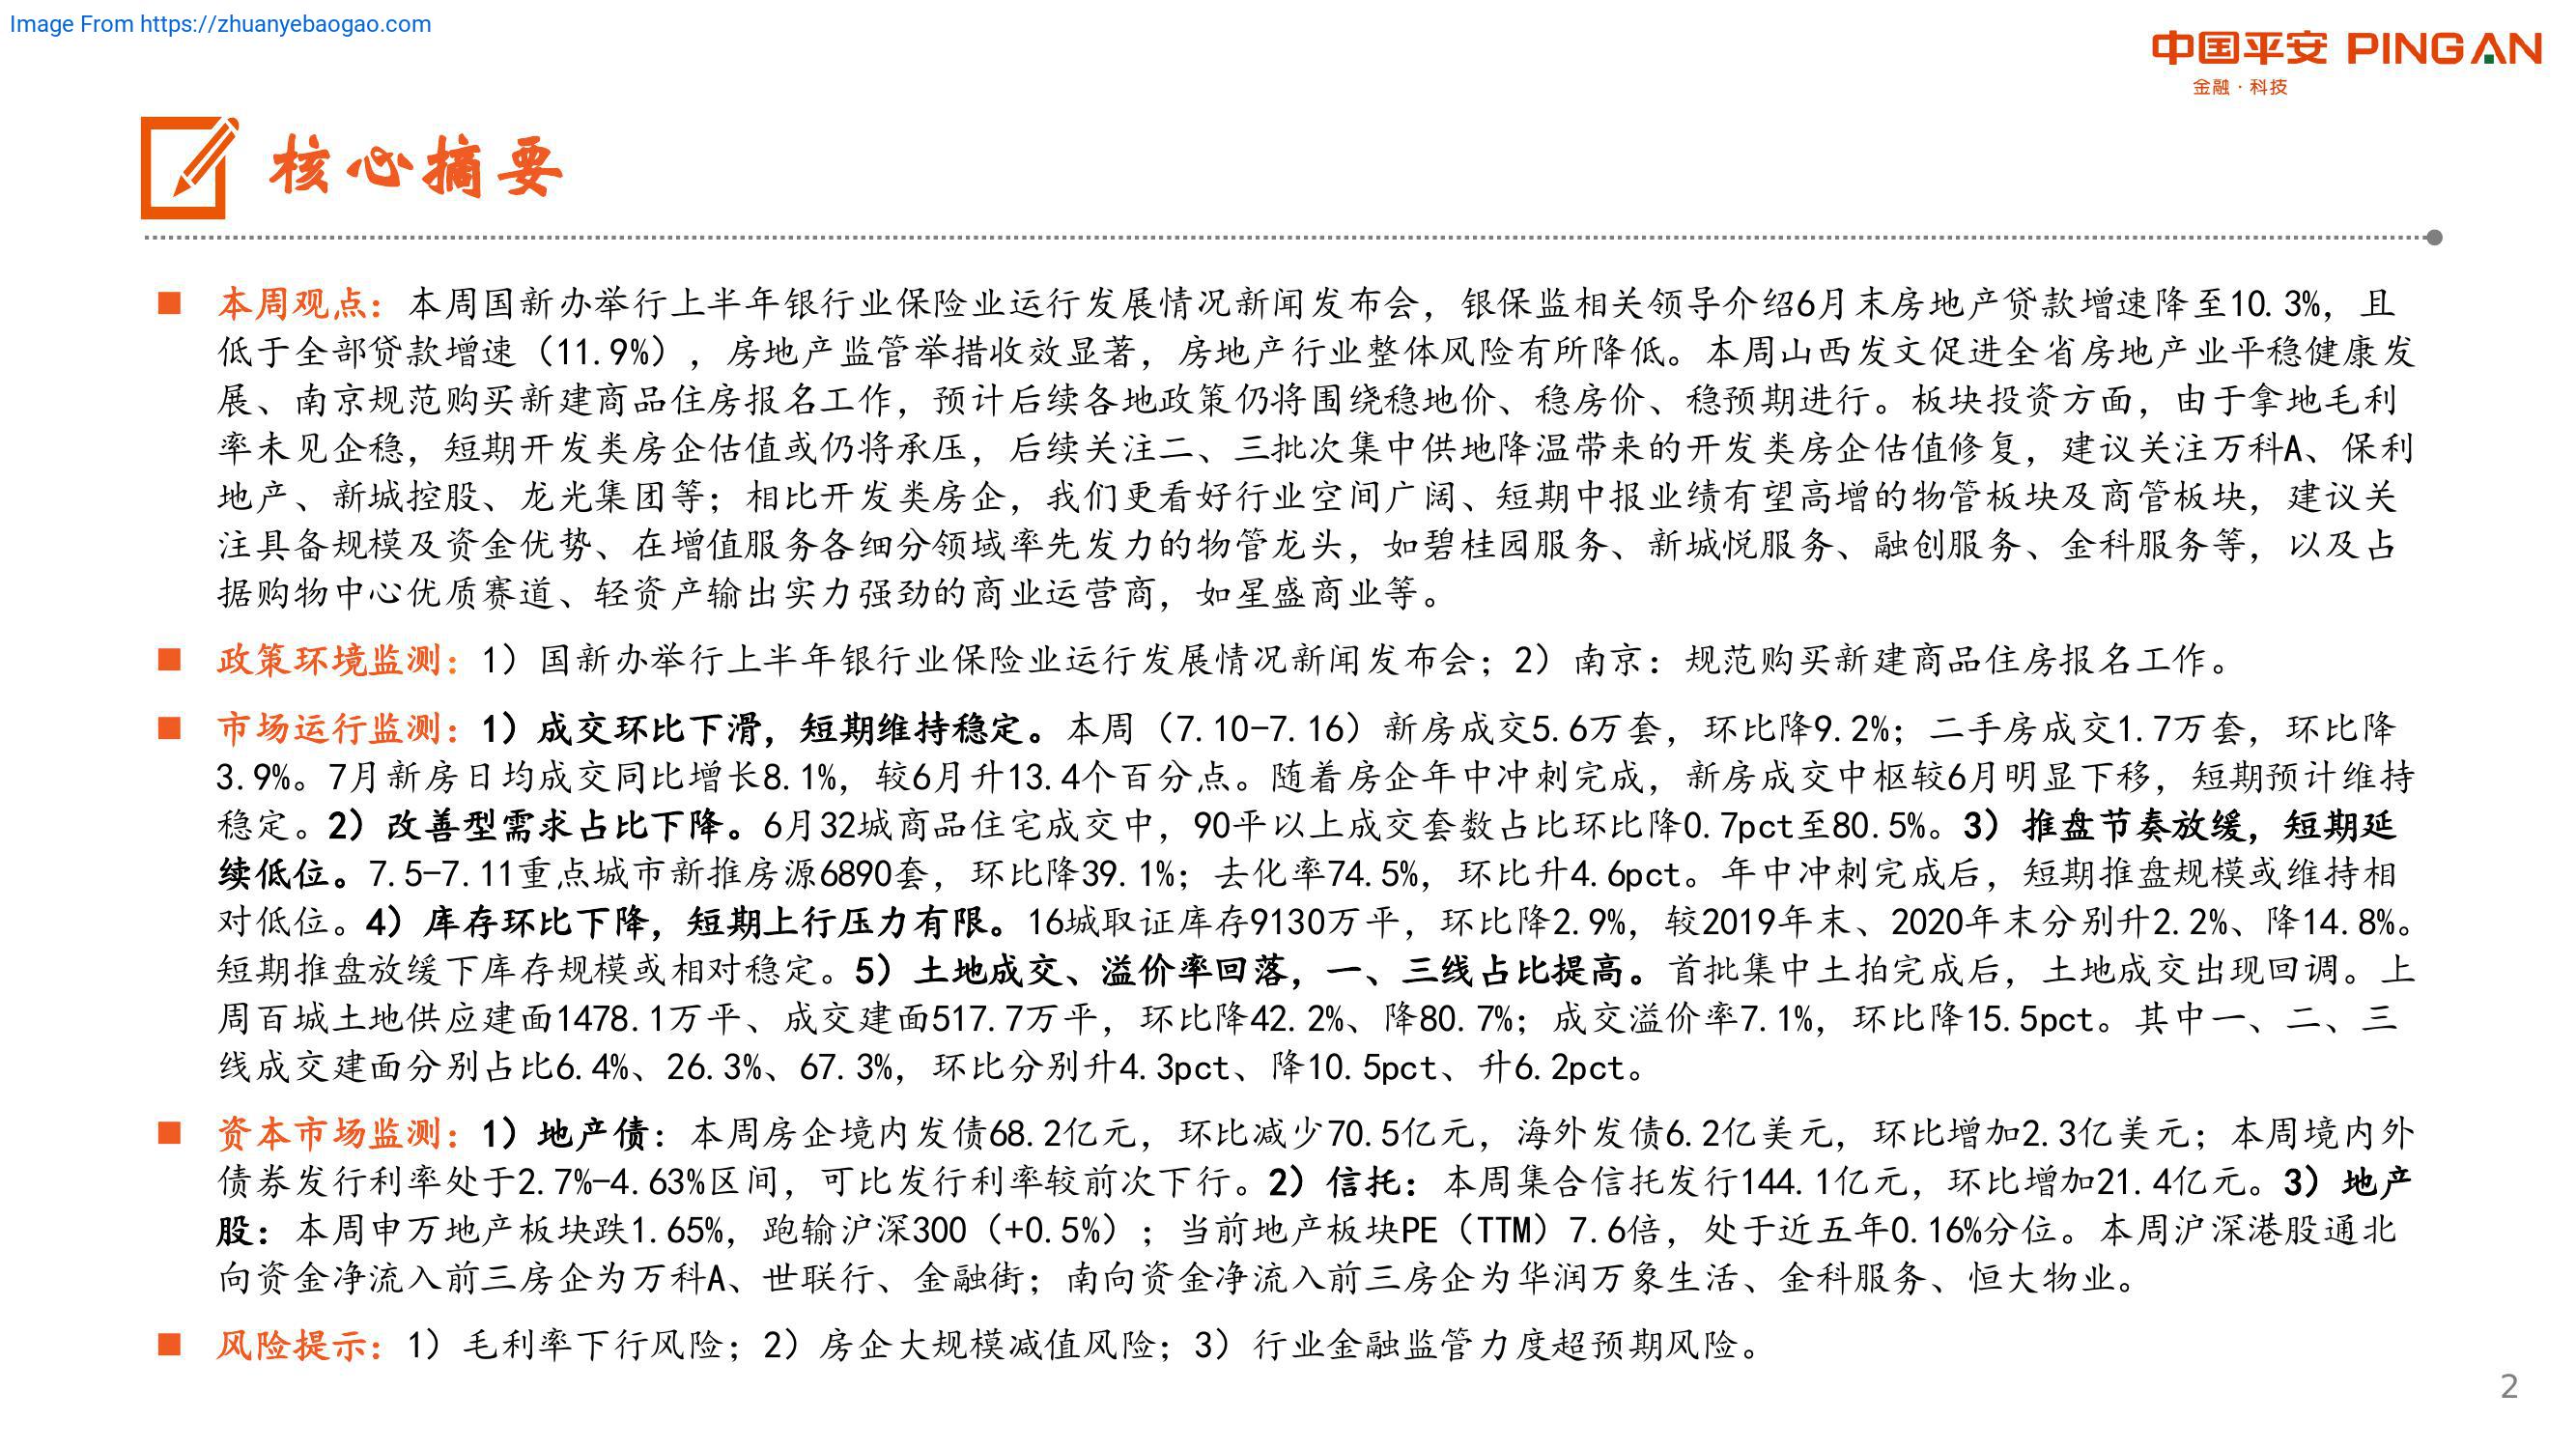 Image From https://zhuanyebaogao.com
中国平安 PINGAN
金融·科技
核心摘要
本周观点：本周国新办举行上半年银行业保险业运行发展情况新闻发布会，银保监相关领导介绍6月末房地产贷款增速降至10.3%，且
低于全部贷款增速（11.9%），房地产监管举措收效显著，房地产行业整体风险有所降低。本周山西发文促进全省房地产业平稳健康发
展、南京规范购买新建商品住房报名工作，预计后续各地政策仍将围绕稳地价、稳房价、稳预期进行。板块投资方面，由于拿地毛利
率未见企稳，短期开发类房企估值或仍将承压，后续关注二、三批次集中供地降温带来的开发类房企估值修复，建议关注万科A、保利
地产、新城控股、龙光集团等；相比开发类房企，我们更看好行业空间广阔、短期中报业绩有望高增的物管板块及商管板块，建议关
注具备规模及资金优势、在增值服务各细分领域率先发力的物管龙头，如碧桂园服务、新城悦服务、融创服务、金科服务等，以及占
据购物中心优质赛道、轻资产输出实力强劲的商业运营商，如星盛商业等。
政策环境监测：1）国新办举行上半年银行业保险业运行发展情况新闻发布会；2）南京：规范购买新建商品住房报名工作。
市场运行监测：1）成交环比下滑，短期维持稳定。本周（7.10-7.16）新房成交5.6万套，环比降9.2%；二手房成交1.7万套，环比降
3.9%。7月新房日均成交同比增长8.1%，较6月升13.4个百分点。随着房企年中冲刺完成，新房成交中枢较6月明显下移，短期预计维持
稳定。2）改善型需求占比下降。6月32城商品住宅成交中，90平以上成交套数占比环比降0.7pct至80.5%。3）推盘节奏放缓，短期延
续低位。7.5-7.11重点城市新推房源6890套，环比降39.1%；去化率74.5%，环比升4.6pct。年中冲刺完成后，短期推盘规模或维持相
对低位。4）库存环比下降，短期上行压力有限。16城取证库存9130万平，环比降2.9%，较2019年末、2020年末分别升2.2%、降14.8%。
短期推盘放缓下库存规模或相对稳定。5）土地成交、溢价率回落，一、三线占比提高。首批集中土拍完成后，土地成交出现回调。上
周百城土地供应建面1478.1万平、成交建面517.7万平，环比降42.2%、降80.7%；成交溢价率7.1%，环比降15.5pct。其中一、二、三
线成交建面分别占比6.4%、26.3%、67.3%，环比分别升4.3pct、降10.5pct、升6.2pct。
资本市场监测：1）地产债：本周房企境内发债68.2亿元，环比减少70.5亿元，海外发债6.2亿美元，环比增加2.3亿美元；本周境内外
债券发行利率处于2.7%-4.63%区间，可比发行利率较前次下行。2）信托：本周集合信托发行144.1亿元，环比增加21.4亿元。3）地产
股：本周申万地产板块跌1.65%，跑输沪深300（+0.5%）；当前地产板块PE（TTM）7.6倍，处于近五年0.16%分位。本周沪深港股通北
向资金净流入前三房企为万科A、世联行、金融街；南向资金净流入前三房企为华润万象生活、金科服务、恒大物业。
风险提示：1）毛利率下行风险；2）房企大规模减值风险；3）行业金融监管力度超预期风险。
2